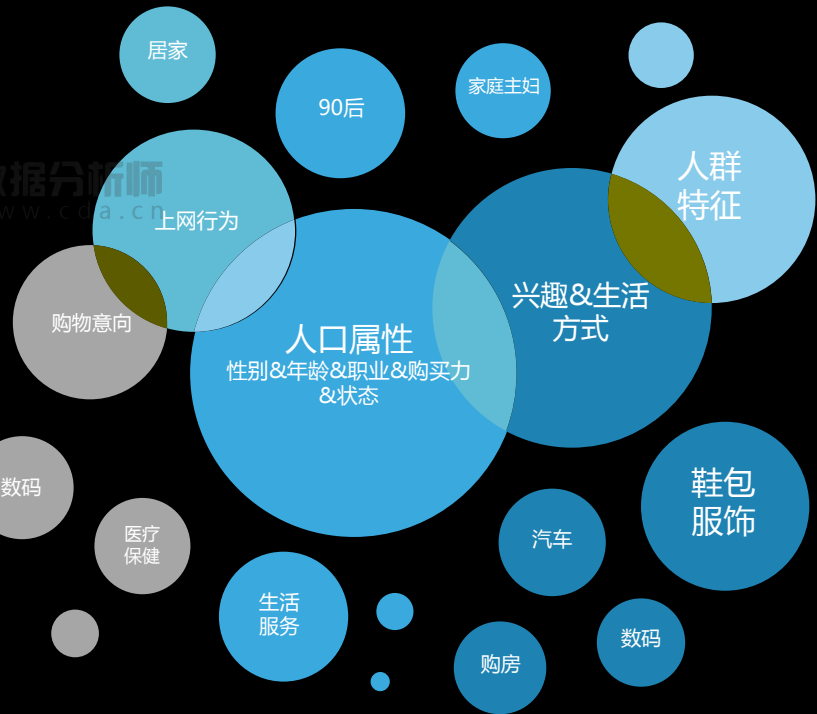 居家
90后
家庭主妇
人群
特征
数据分析师
www.cda.cn
上网行为
兴趣&生活
方式
购物意向
人口属性
性别&年龄&职业&购买力
&状态
鞋包
服饰
数码
医疗
保健
汽车
生活
服务
数码
购房